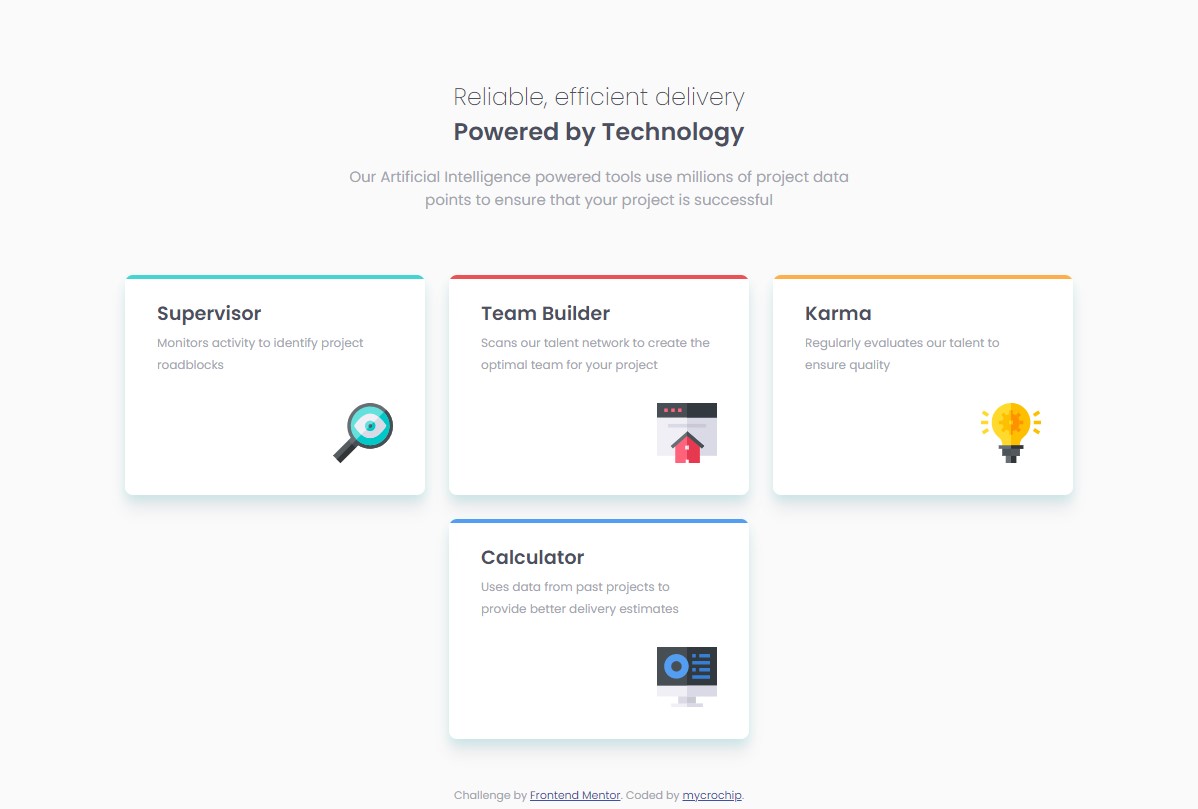 Reliable, efficient delivery
Powered by Technology
Our Artificial Intelligence powered tools use millions of project data
points to ensure that your project is successful
Supervisor
Monitors activity to identify project
roadblocks
Team Builder
Scans our talent network to create the
optimal team for your project
Karma
Regularly evaluates our talent to
ensure quality
Calculator
Uses data from past projects to
provide better delivery estimates
Challenge by Frontend Mentor. Coded by mycrochip.